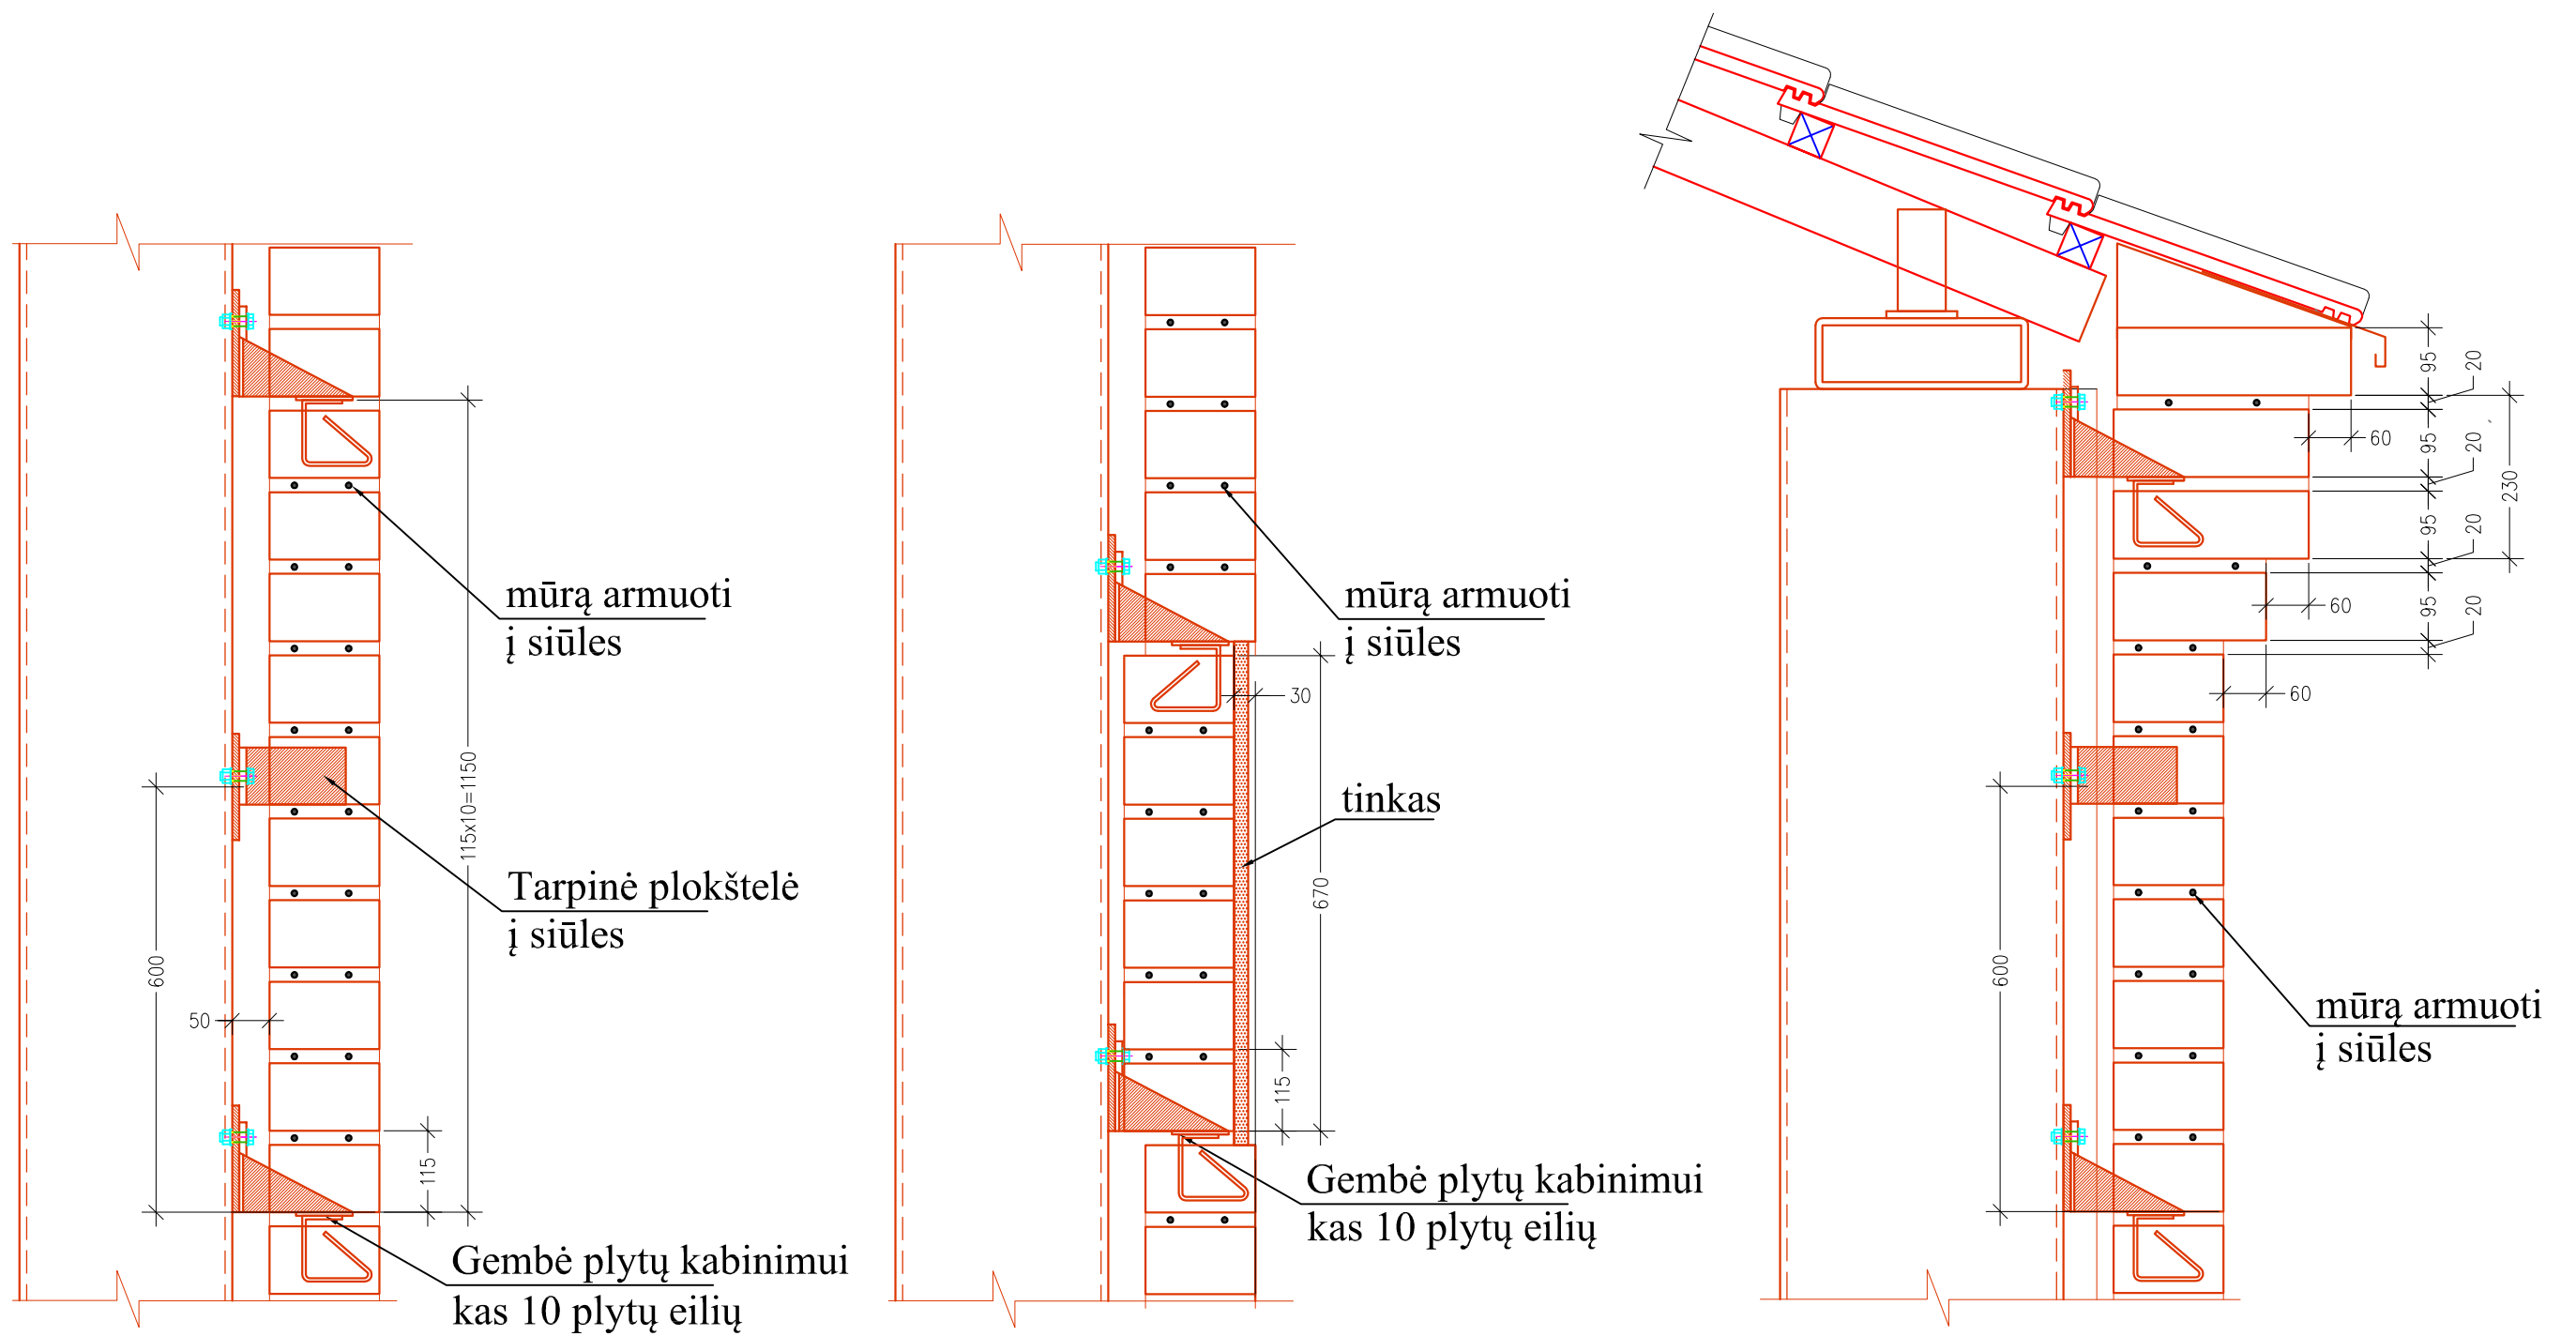 mūrą armuoti
į siūles
115x10=1150
Tarpinė plokštelė
į siūles
600
50
115
Gembė plytų kabinimui
kas 10 plytų eilių
mūrą armuoti
į siūles
30
tinkas
670
115
Gembė plytų kabinimui
kas 10 plytų eilių
95
20
60
95
20
230
95
20
60
95
20
60
600
mūrą armuoti
į siūles